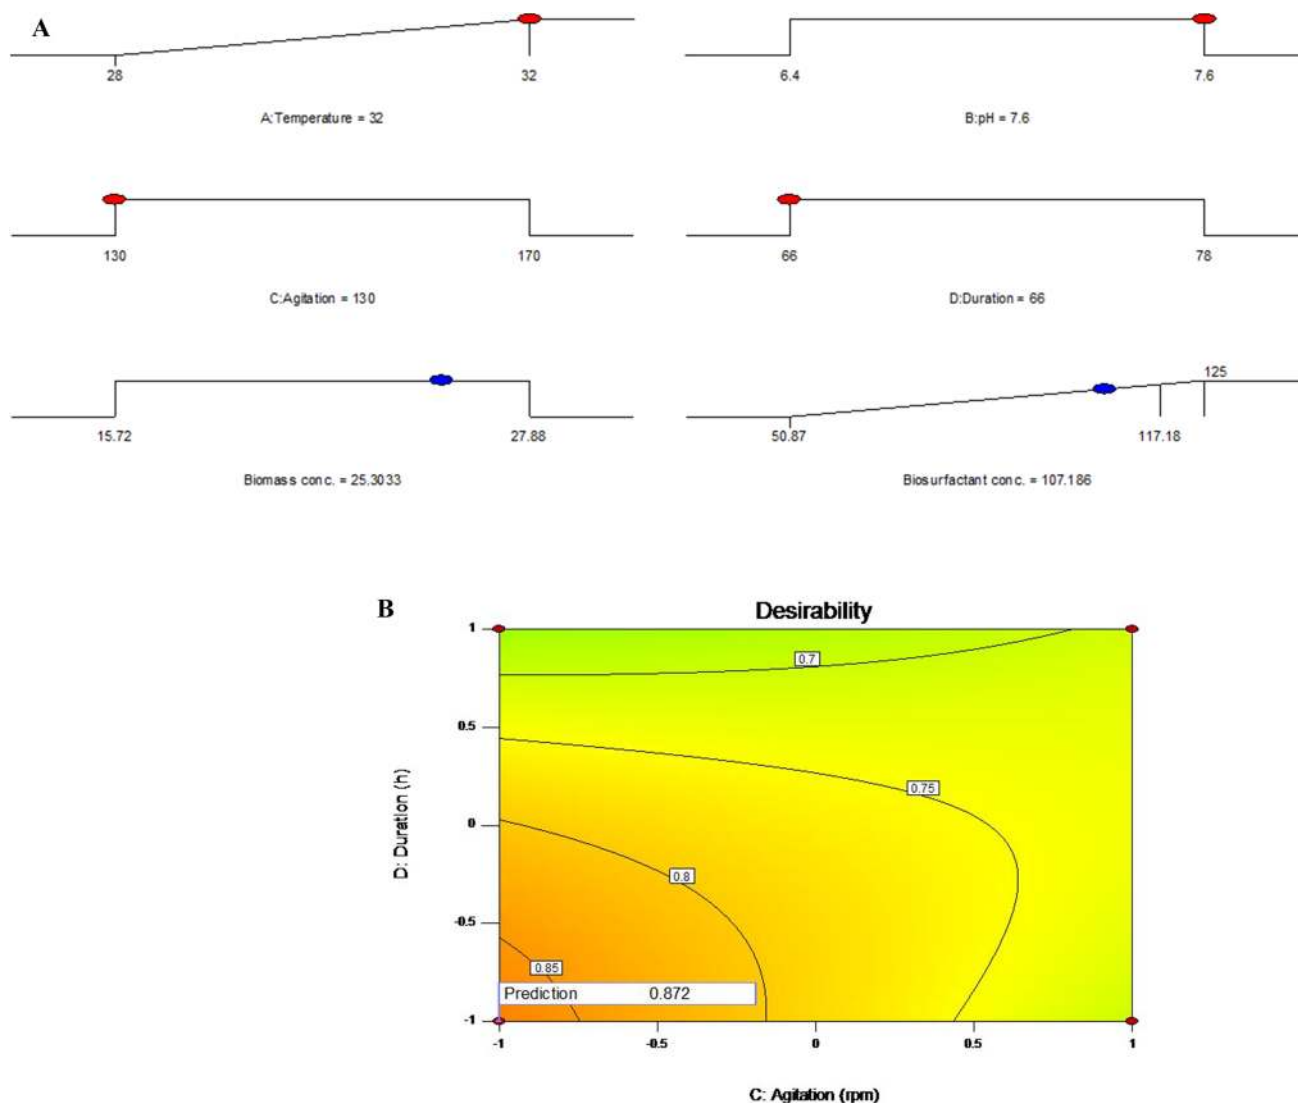 A
28 32
A:Temperature = 32
6.4 7.6
B:pH = 7.6
130 170
C:Agitation = 130
66 78
D:Duration = 66
15.72 27.88
Biomass conc. = 25.3033
125
50.87 117.18
Biosurfactant conc. = 107.186
B
Desirability
1
0.7
0.5
0.75
D: Duration (h)
0
0.8
-0.5
0.85
Prediction 0.872
-1
-1 -0.5 0 0.5 1
C: Agitation (rpm)